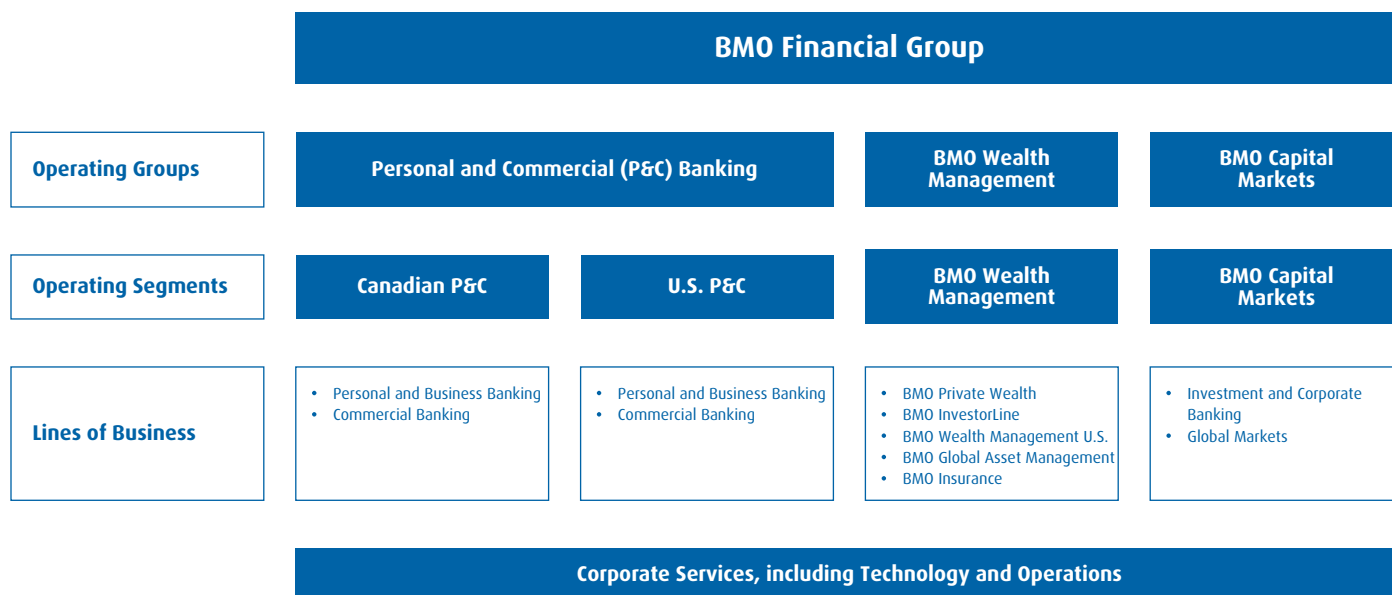 BMO Financial Group
Operating Groups
Personal and Commercial (P&C) Banking
BMO Wealth
Management
BMO Capital
Markets
Operating Segments
Canadian P&C
U.S. P&C
BMO Wealth
Management
BMO Capital
Markets
Lines of Business
• Personal and Business Banking
• Commercial Banking
• Personal and Business Banking
• Commercial Banking
• BMO Private Wealth
• BMO InvestorLine
• BMO Wealth Management U.S.
• BMO Global Asset Management
• BMO Insurance
• Investment and Corporate
Banking
• Global Markets
Corporate Services, including Technology and Operations